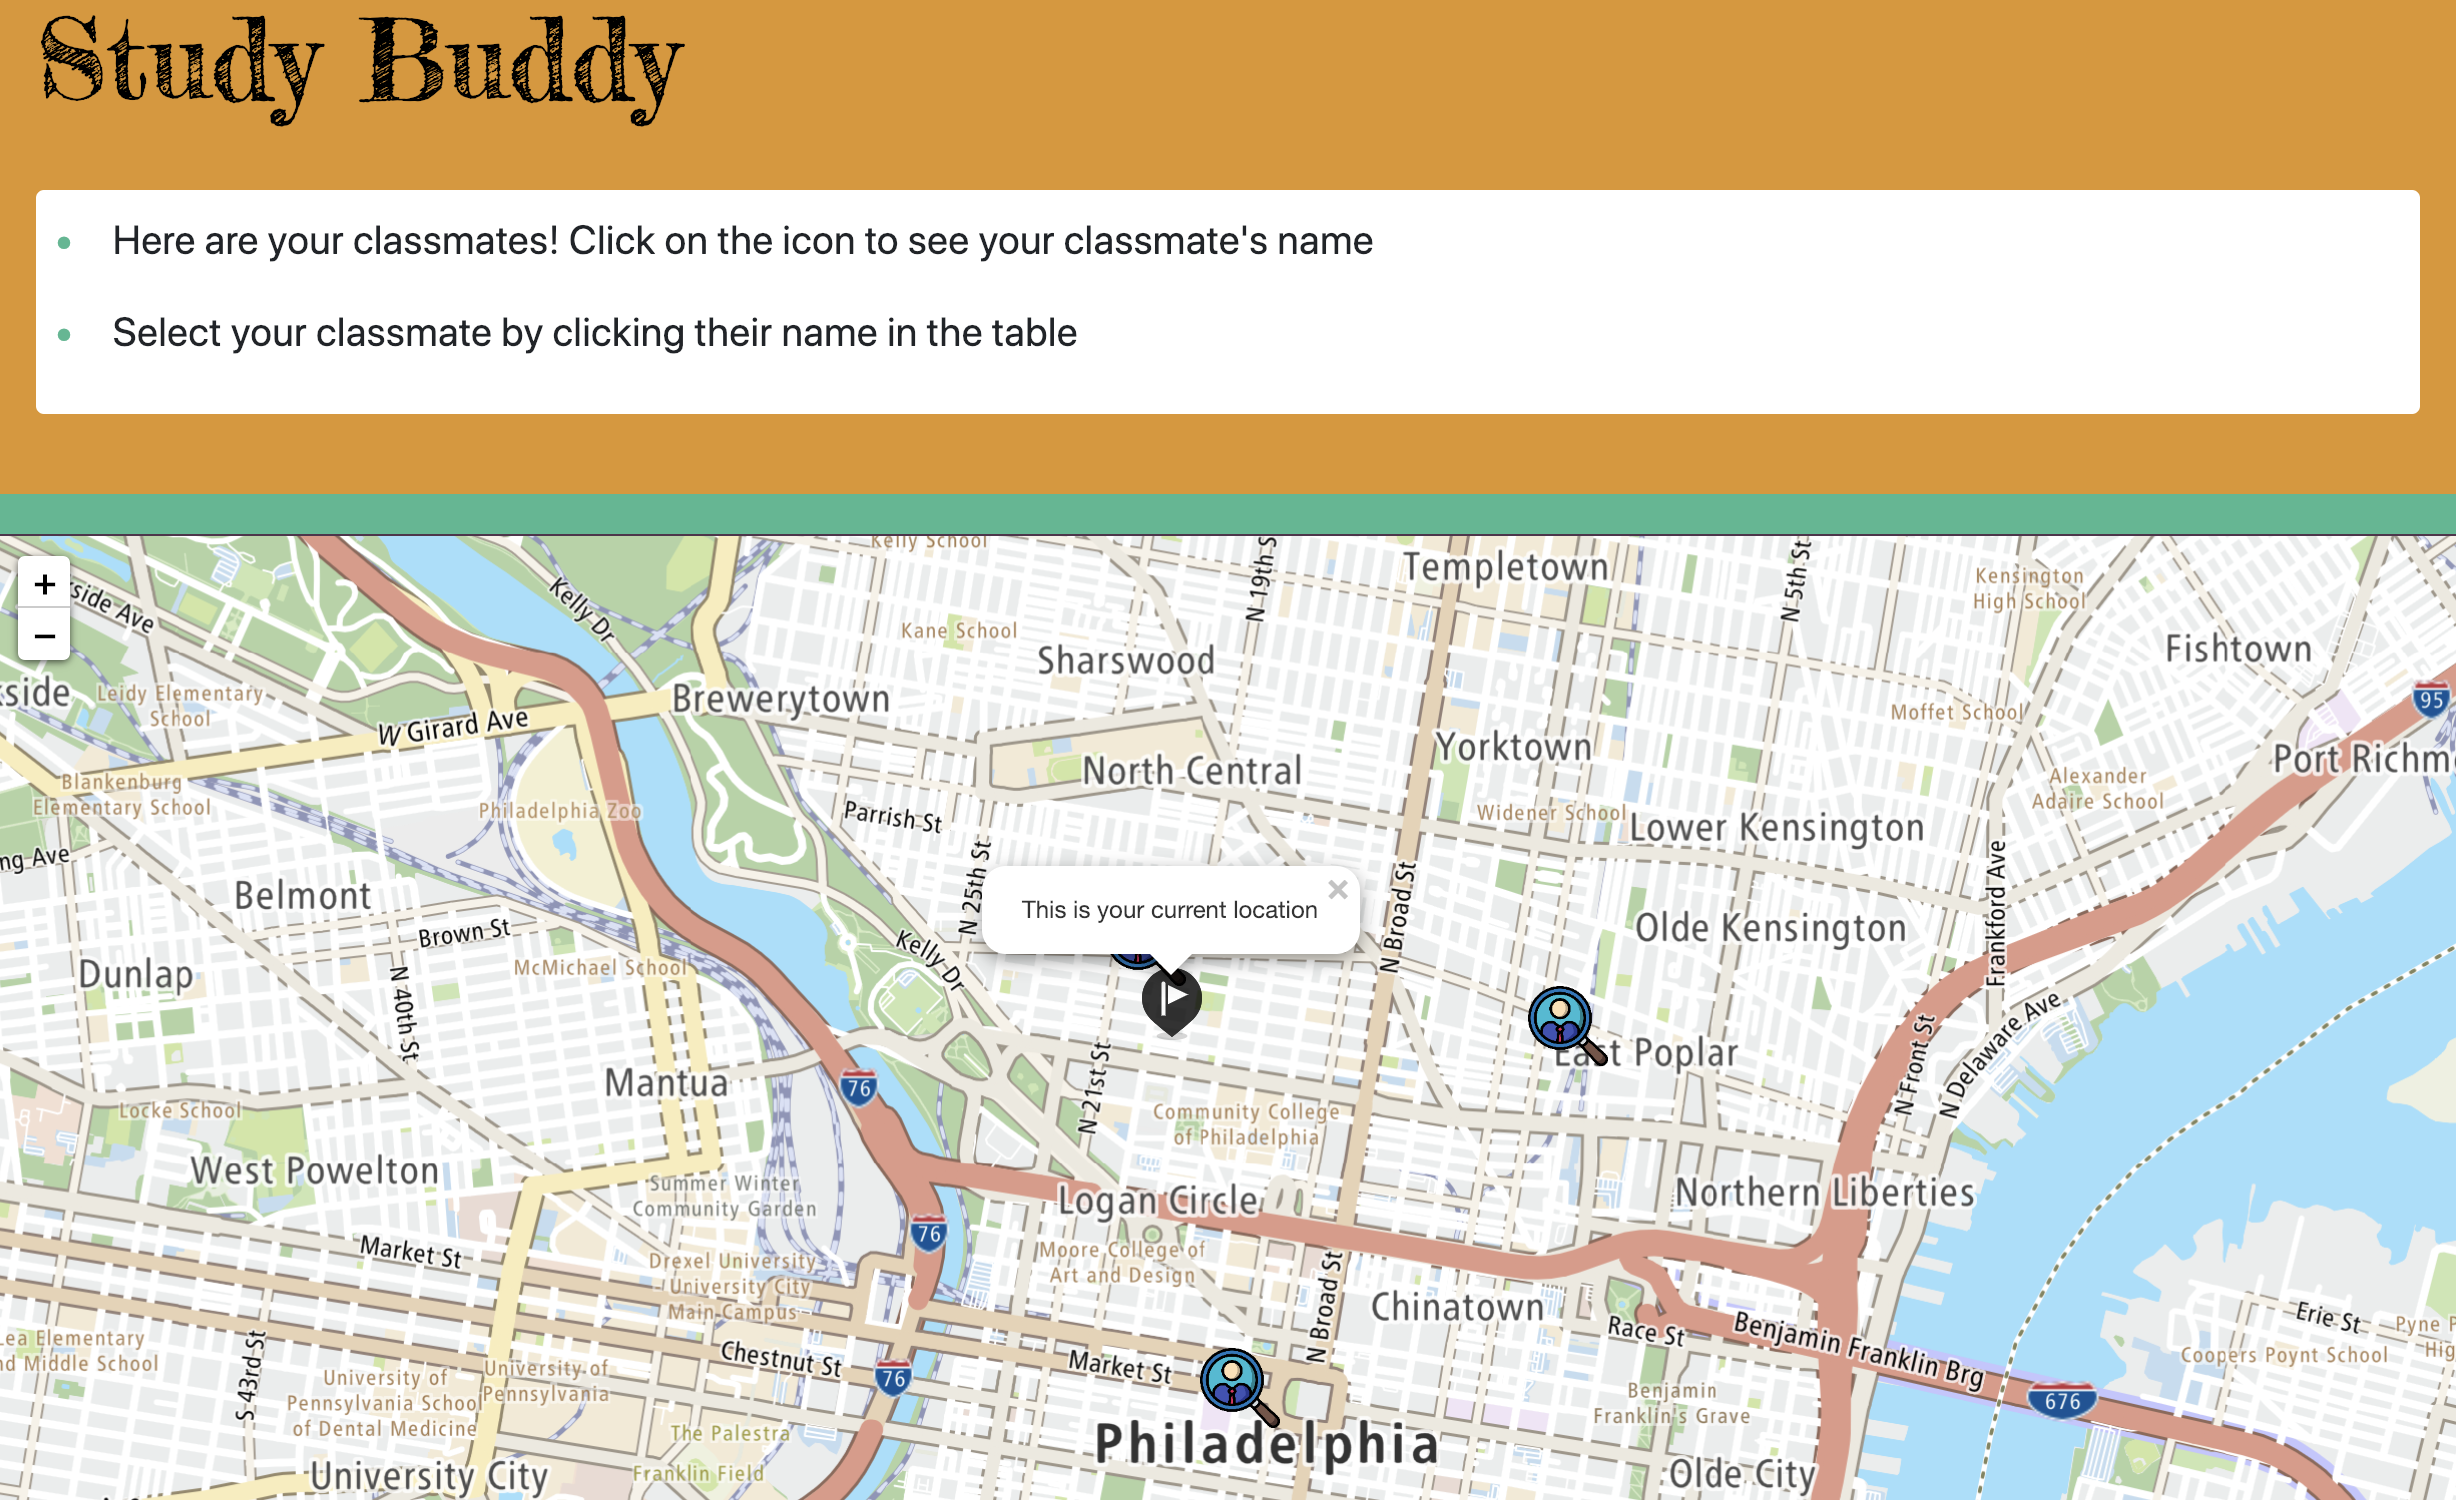 Study Buddy
Here are your classmates! Click on the icon to see your classmate's name
Select your classmate by clicking their name in the table
+
−
Kelly School
Templetown
N 19th S
N 5th St
Kensington
High School
Kelly Dr
side Ave
Kane School
Sharswood
Fishtown
kside
Leidy Elementary
School
Brewerytown
W Girard Ave
95
Moffet School
Yorktown
North Central
Port Richm
Blankenburg
Elementary School
Philadelphia Zoo
Parrish St
Widener School
Lower Kensington
Alexander
Adaire School
ng Ave
N 25th St
Belmont
This is your current location
×
N Broad St
Frankford Ave
Olde Kensington
Brown St
Kelly Dr
McMichael School
Dunlap
N 40th St
East Poplar
N Front St
N Delaware Ave
Mantua
76
N 21st St
Locke School
Community College
of Philadelphia
West Powelton
Summer Winter
Community Garden
Logan Circle
Northern Liberties
76
Market St
Moore College of
Art and Design
Drexel University
University City
Main Campus
N Broad St
Chinatown
Race St
Benjamin Franklin Brg
Erie St
Pyne P
Hig
Lea Elementary
nd Middle School
S 43rd St
Chestnut St
Market St
76
Coopers Poynt School
University of
Pennsylvania School
of Dental Medicine
University of
Pennsylvania
Benjamin
Franklin's Grave
676
The Palestra
Philadelphia
Franklin Field
University City
Olde City